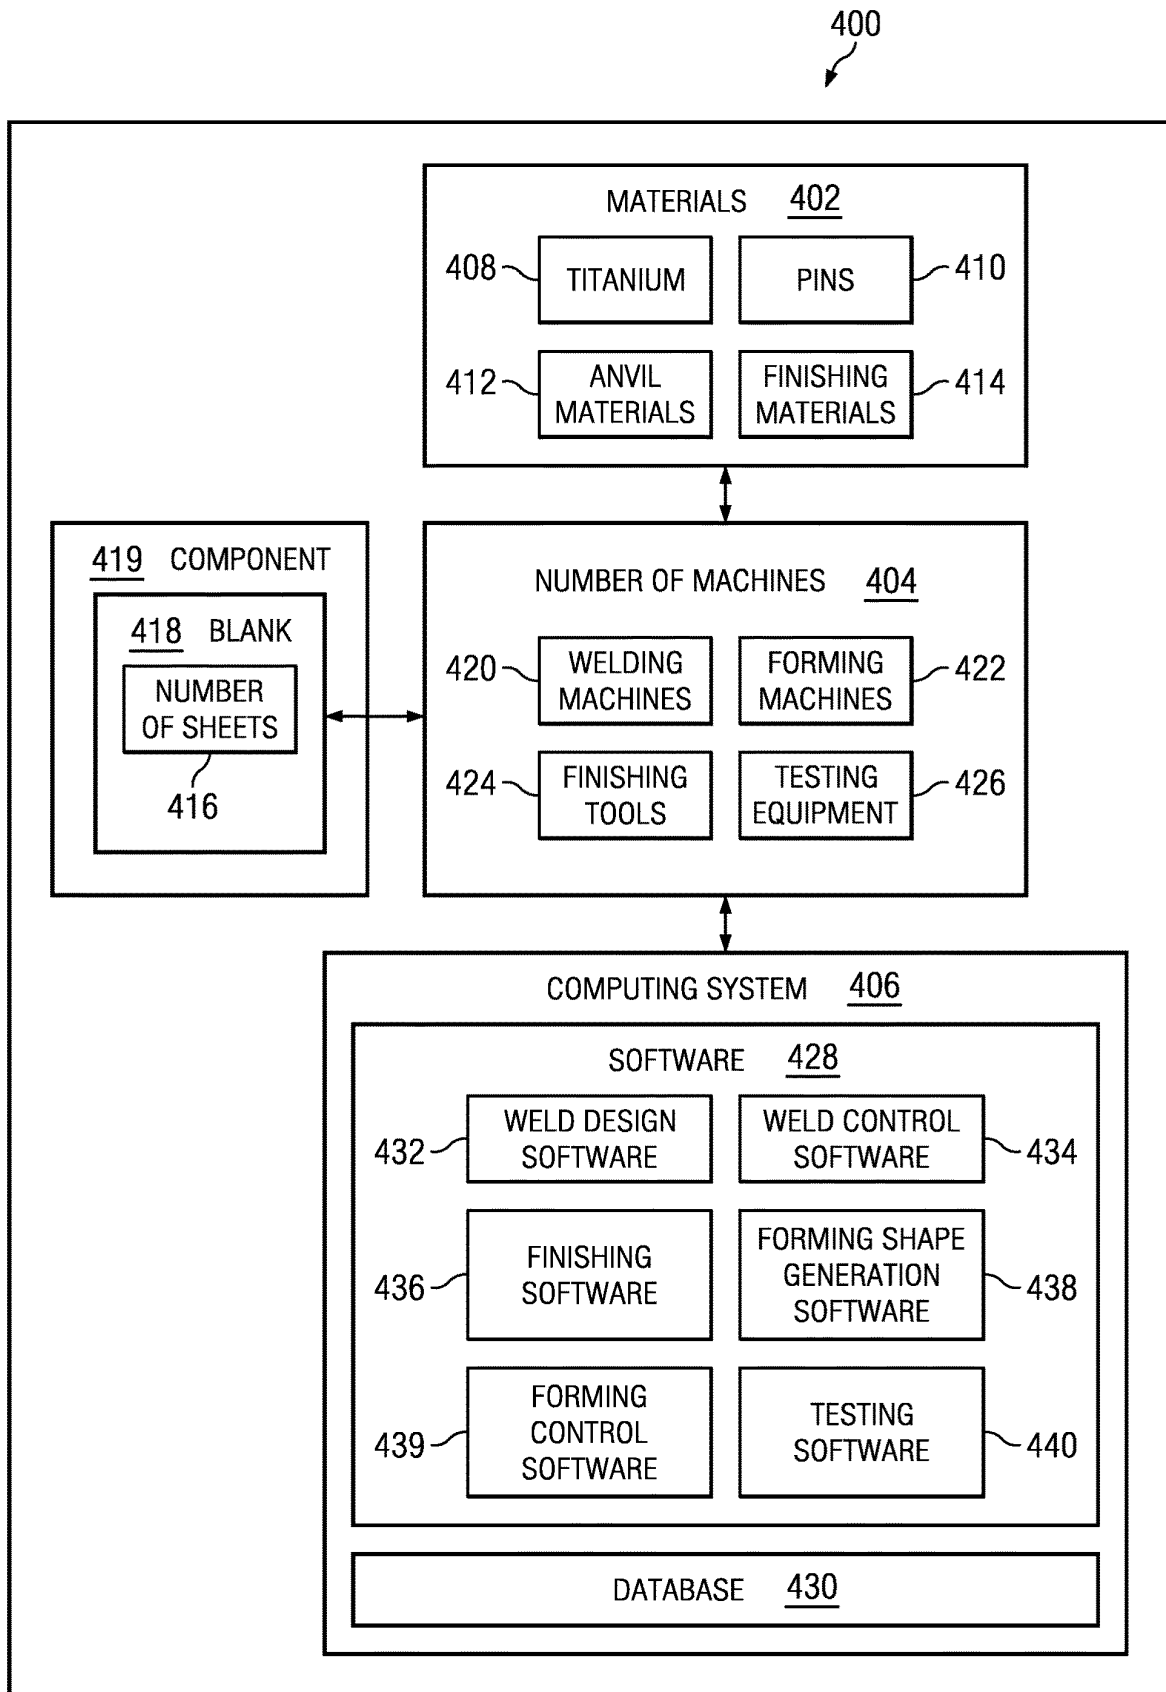 400
MATERIALS 402
408 TITANIUM PINS 410
412 ANVIL MATERIALS FINISHING MATERIALS 414
419 COMPONENT
418 BLANK
NUMBER
OF SHEETS
416
NUMBER OF MACHINES 404
420 WELDING MACHINES FORMING MACHINES 422
424 FINISHING TOOLS TESTING EQUIPMENT 426
COMPUTING SYSTEM 406
SOFTWARE 428
432 WELD DESIGN SOFTWARE WELD CONTROL SOFTWARE 434
436 FINISHING SOFTWARE FORMING SHAPE GENERATION SOFTWARE 438
439 FORMING CONTROL SOFTWARE TESTING SOFTWARE 440
DATABASE 430